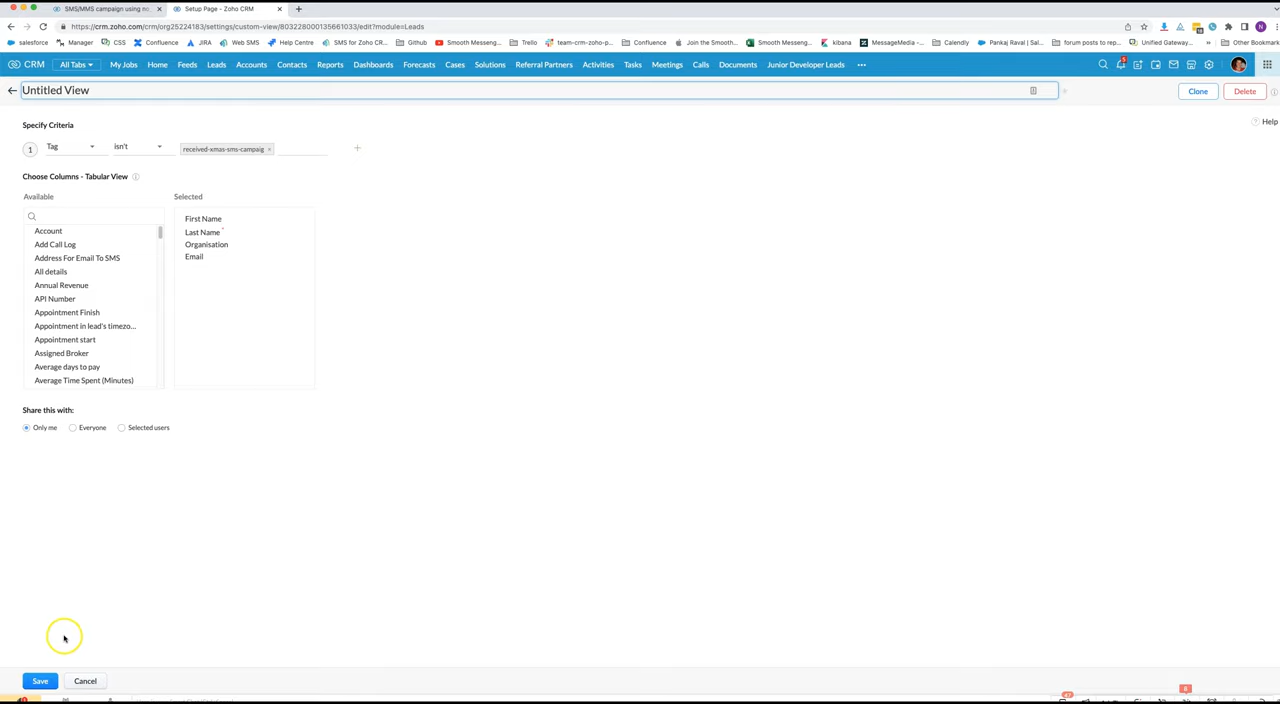 SMS/MMS campaign using no
Setup Page - Zoho CRM
https://crm.zoho.com/crm/org25224183/settings/custom-view/803228000135661033/edit?module=Leads
salesforce Manager CSS Confluence JIRA Web SMS Help Centre SMS for Zoho CR... Github Smooth Messeng... Trello team-crm-zoho-p... Confluence Join the Smooth... Smooth Messeng... kibana MessageMedia -... Calendly Pankaj Raval | Sal... forum posts to rep... Unified Gateway... » Other Bookmark
CRM All Tabs My Jobs Home Feeds Leads Accounts Contacts Reports Dashboards Forecasts Cases Solutions Referral Partners Activities Tasks Meetings Calls Documents Junior Developer Leads ...
Untitled View Clone Delete
Help
Specify Criteria
1 Tag isn't received-xmas-sms-campaig × +
Choose Columns - Tabular View
Available
Selected
Account
Add Call Log
Address For Email To SMS
All details
Annual Revenue
API Number
Appointment Finish
Appointment in lead's timezo...
Appointment start
Assigned Broker
Average days to pay
Average Time Spent (Minutes)
First Name
Last Name
Organisation
Email
Share this with:
Only me Everyone Selected users
Save Cancel